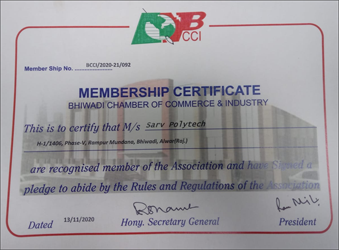 BCCI
Member Ship No. BCCI/2020-21/092
MEMBERSHIP CERTIFICATE
BHIWADI CHAMBER OF COMMERCE & INDUSTRY
This is to certify that M/s Sarv Polytech
H-1/1406, Phase-V, Rampur Mundana, Bhiwadi, Alwar(Raj.)
are recognised member of the Association and have Signed a
pledge to abide by the Rules and Regulations of the Association
Dated 13/11/2020 Hony. Secretary General President